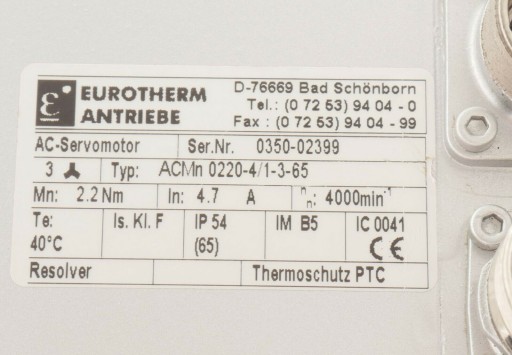 EUROTHERM
ANTRIEBE
D-76669 Bad Schönborn
Tel.: (0 72 53) 94 04 - 0
Fax : (0 72 53) 94 04 - 99
AC-Servomotor Ser.Nr. 0350-02399
3 Typ: ACMn 0220-4/1-3-65
Mn: 2.2 Nm In: 4.7 A nn: 4000min-1
Te: Is. Kl. F IP 54 IM B5 IC 0041
40°C (65) CE
Resolver Thermoschutz PTC